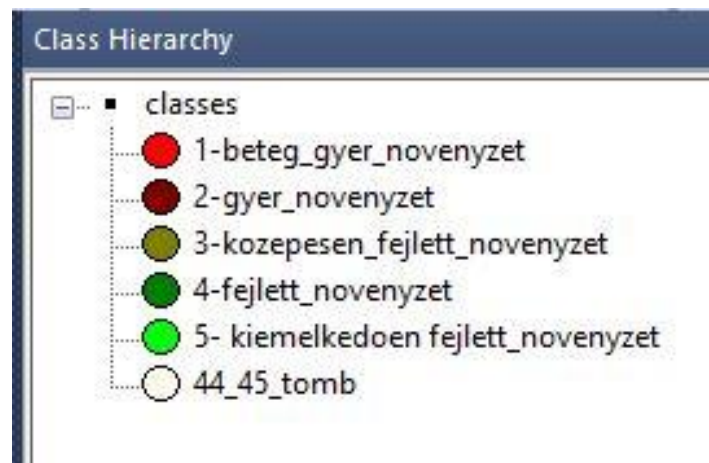 Class Hierarchy
classes
1-beteg_gyer_novenyzet
2-gyer_novenyzet
3-kozepesen_fejlett_novenyzet
4-fejlett_novenyzet
5- kiemelkedoen fejlett_novenyzet
44_45_tomb